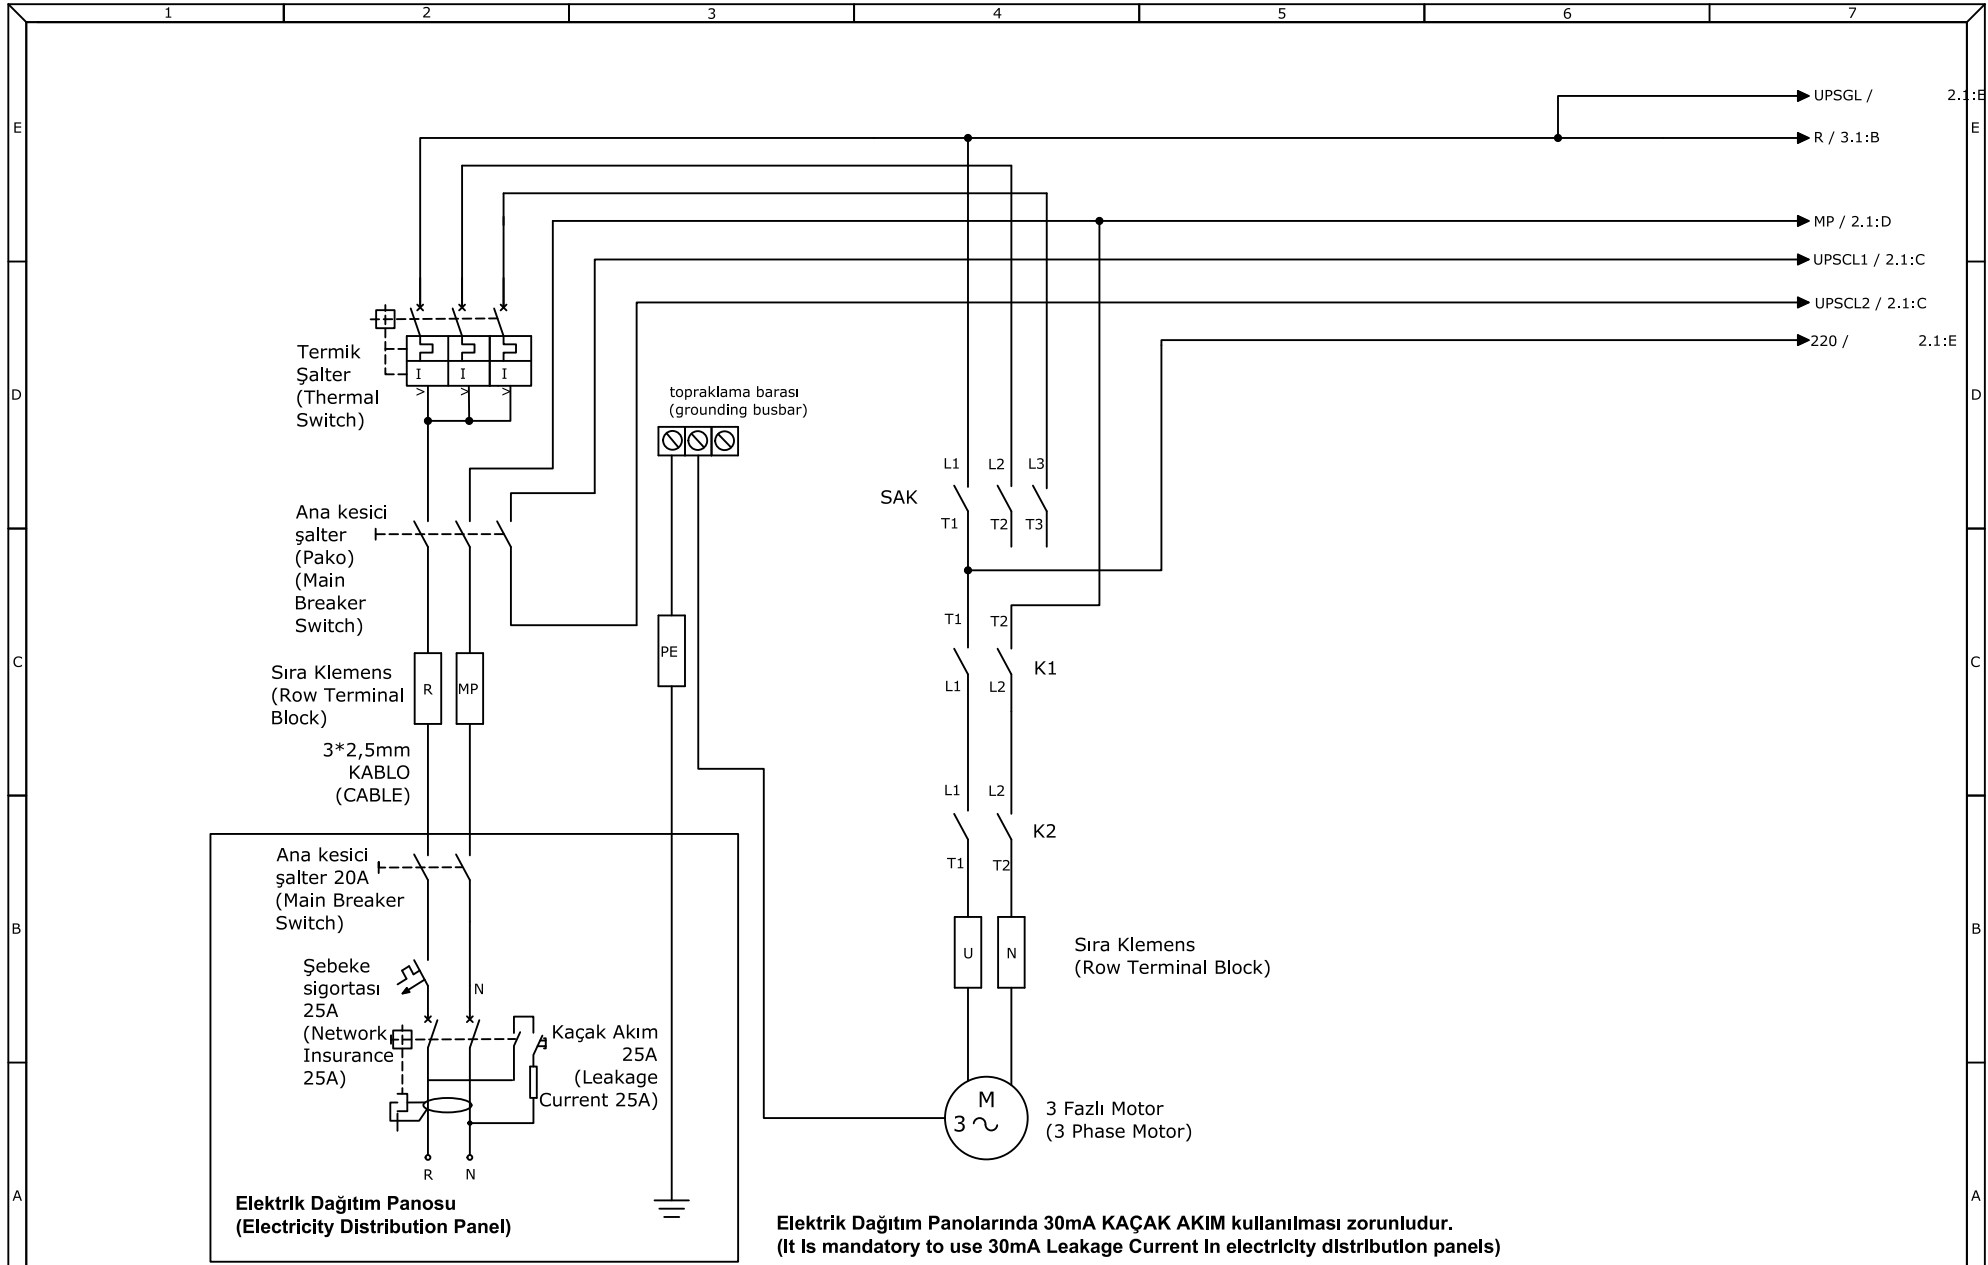 1 2 3 4 5 6 7
E
UPSGL / 2.1:E
R / 3.1:B
E
MP / 2.1:D
UPSCL1 / 2.1:C
UPSCL2 / 2.1:C
220 / 2.1:E
Termik
Şalter
(Thermal
Switch)
I I I
> > >
D
D
topraklama barası
(grounding busbar)
L1 L2 L3
SAK
T1 T2 T3
Ana kesici
şalter
(Pako)
(Main
Breaker
Switch)
T1 T2
PE
K1
L1 L2
C
C
Sıra Klemens
(Row Terminal
Block)
R MP
3*2,5mm
KABLO
(CABLE)
L1 L2
K2
T1 T2
Ana kesici
şalter 20A
(Main Breaker
Switch)
B
B
U N
Sıra Klemens
(Row Terminal Block)
Şebeke
sigortası
25A
(Network
Insurance
25A)
N
Kaçak Akım
25A
(Leakage
Current 25A)
M
3
3 Fazlı Motor
(3 Phase Motor)
R N
A
A
Elektrik Dağıtım Panosu
(Electricity Distribution Panel)
Elektrik Dağıtım Panolarında 30mA KAÇAK AKIM kullanılması zorunludur.
(It is mandatory to use 30mA Leakage Current in electricity distribution panels)